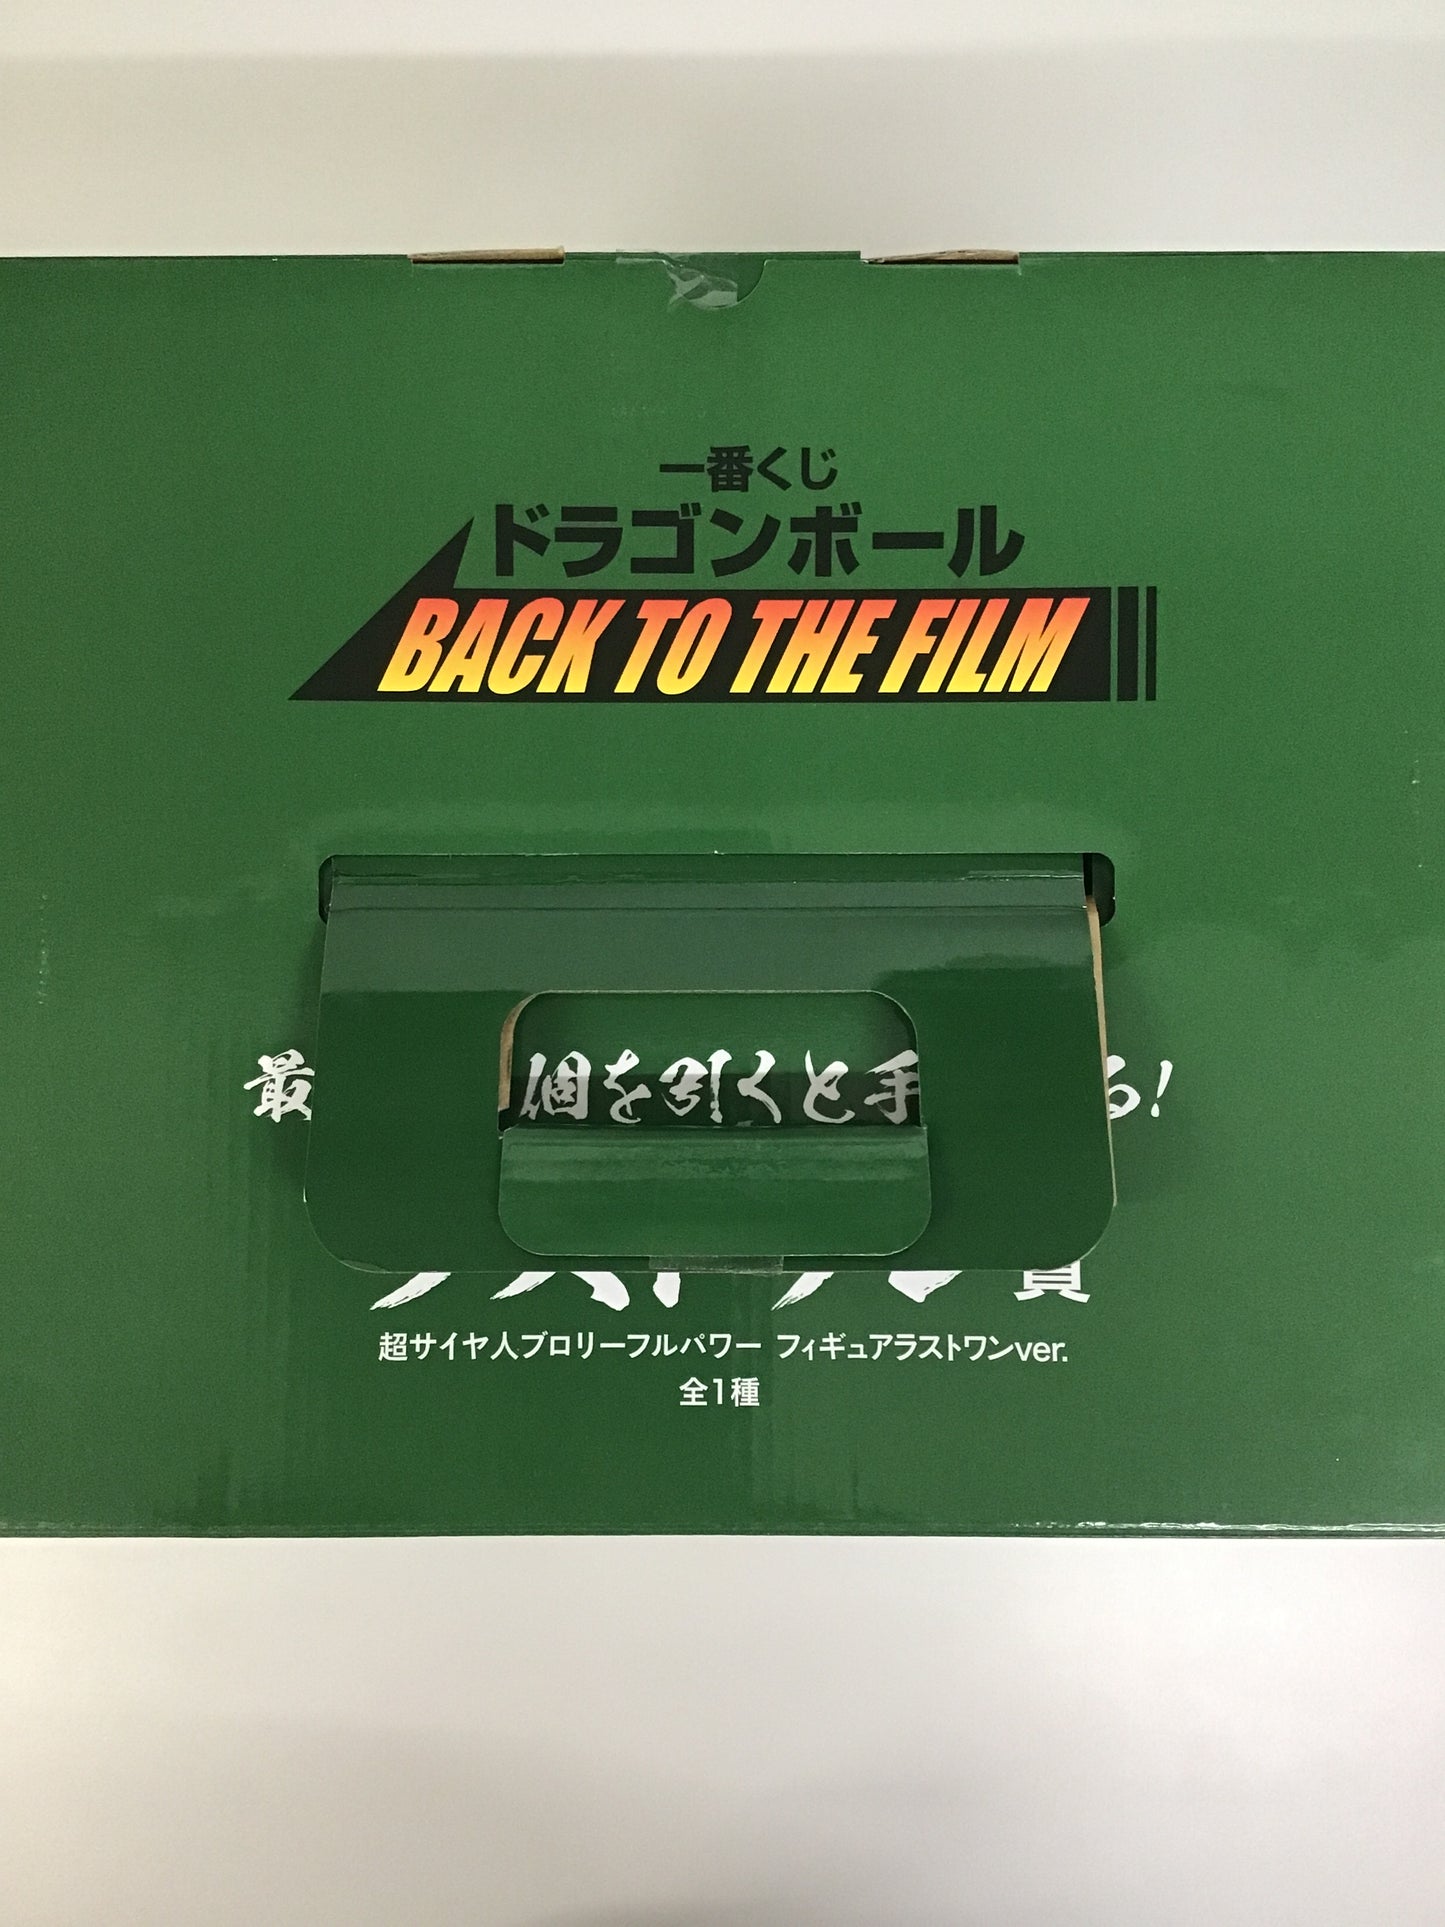 一番くじ
ドラゴンボール
BACK TO THE FILM
最 個を引くと手 る!
賞
超サイヤ人ブロリーフルパワー フィギュアラストワンver.
全1種